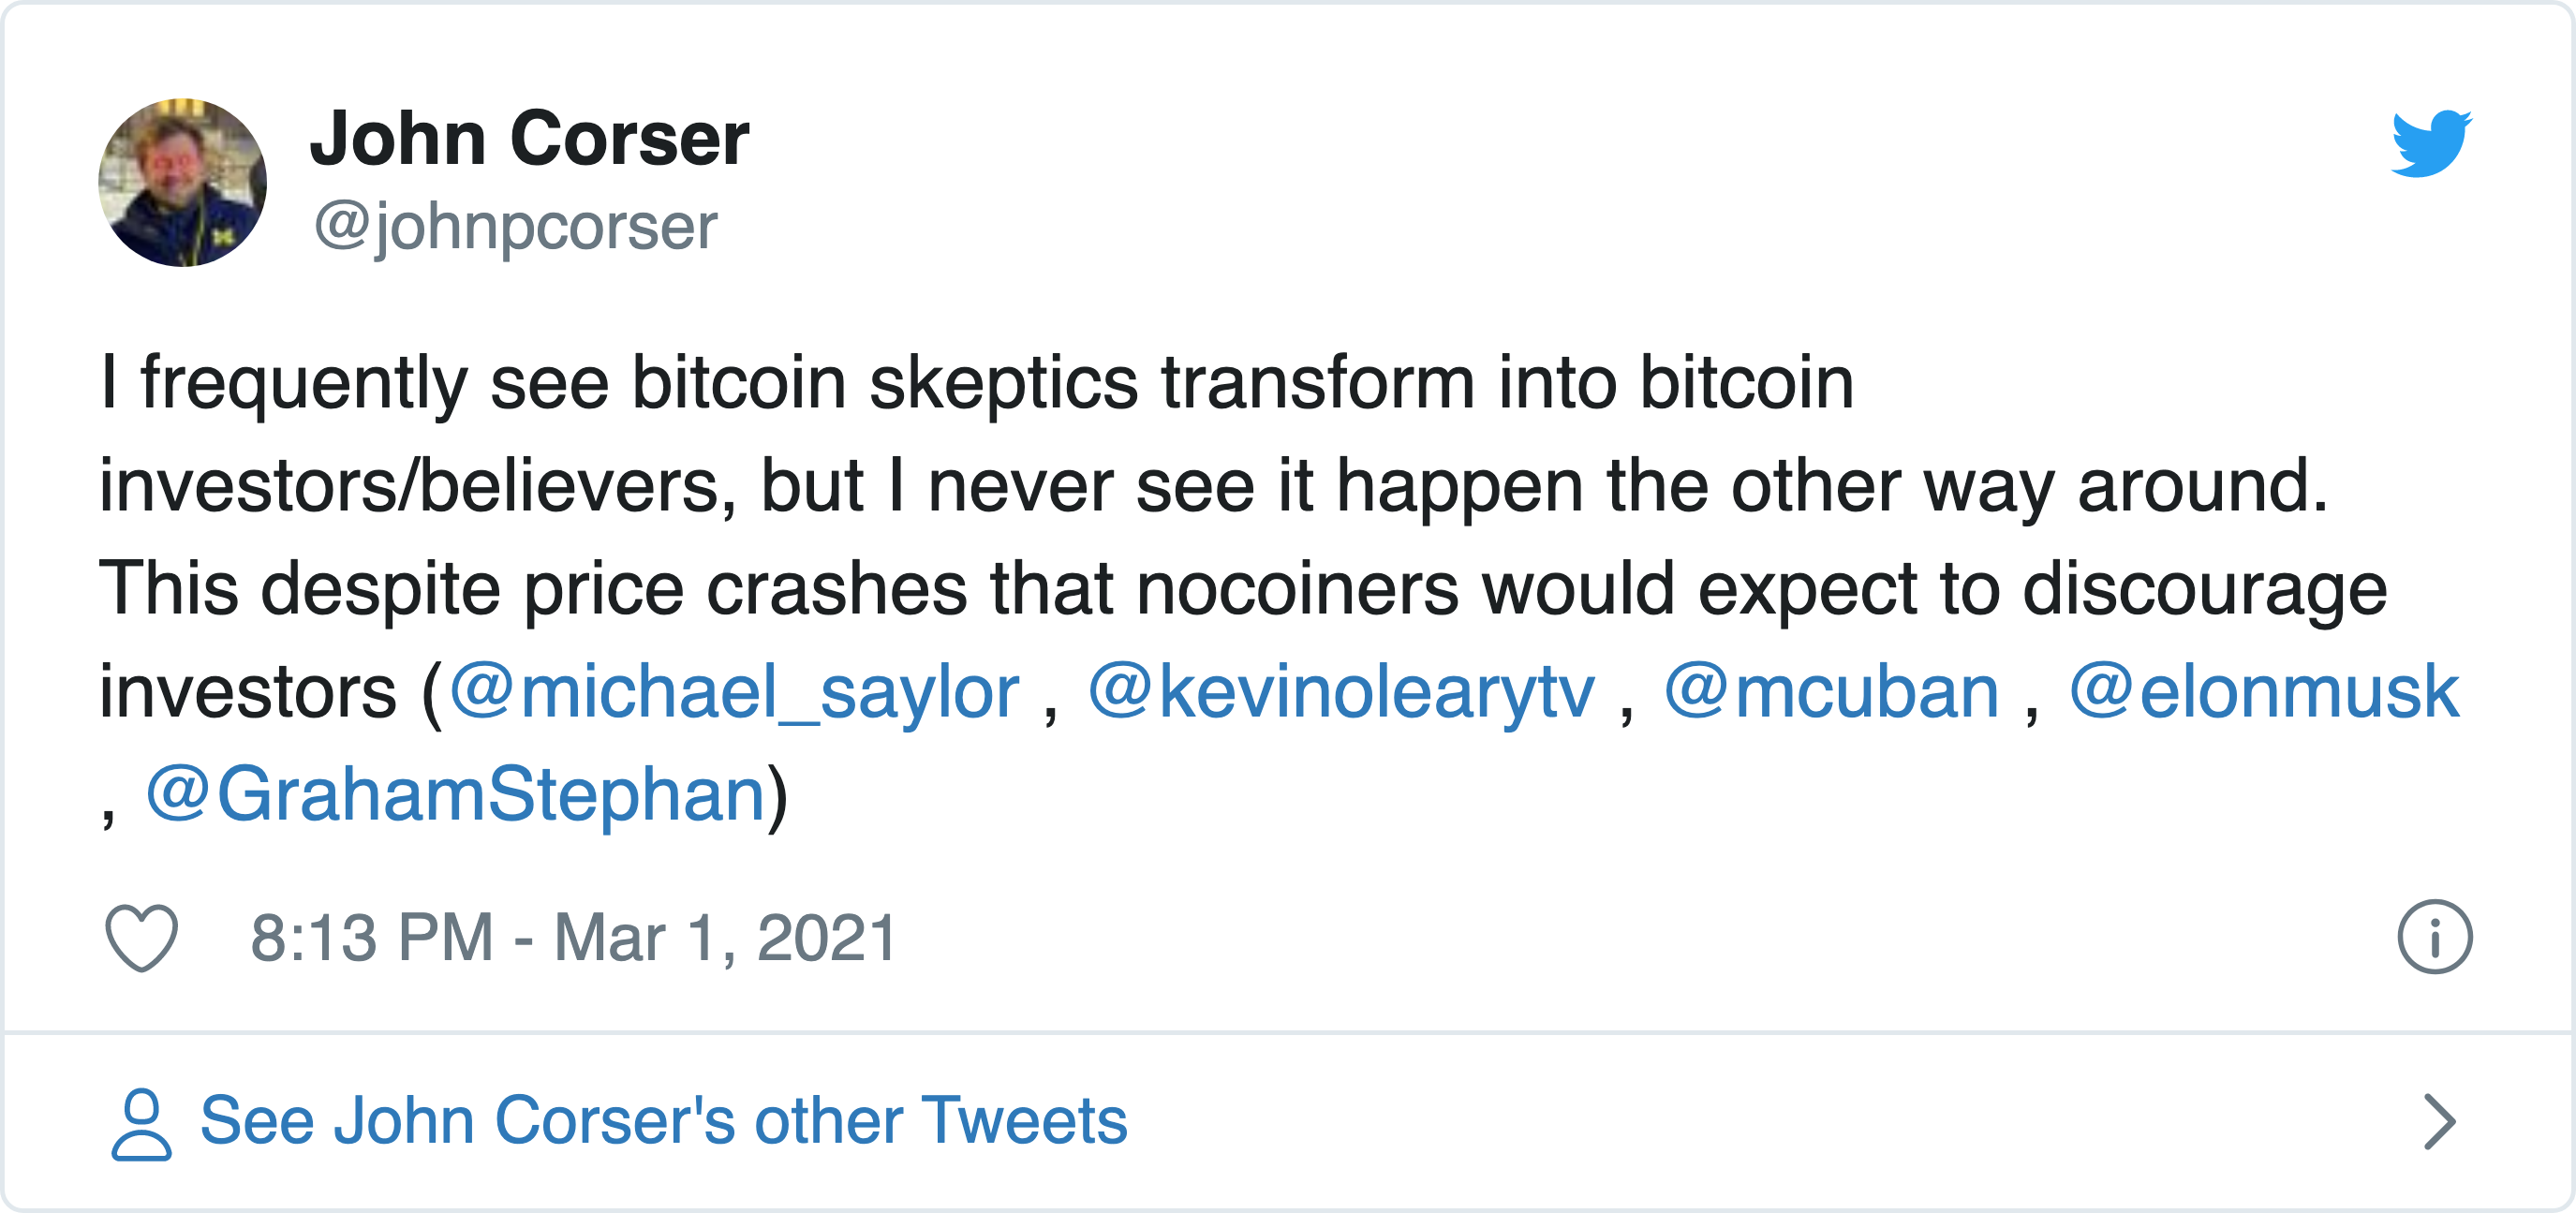 John Corser
@johnpcorser
I frequently see bitcoin skeptics transform into bitcoin
investors/believers, but I never see it happen the other way around.
This despite price crashes that nocoiners would expect to discourage
investors (@michael_saylor , @kevinolearytv , @mcuban , @elonmusk
, @GrahamStephan)
8:13 PM - Mar 1, 2021
See John Corser's other Tweets